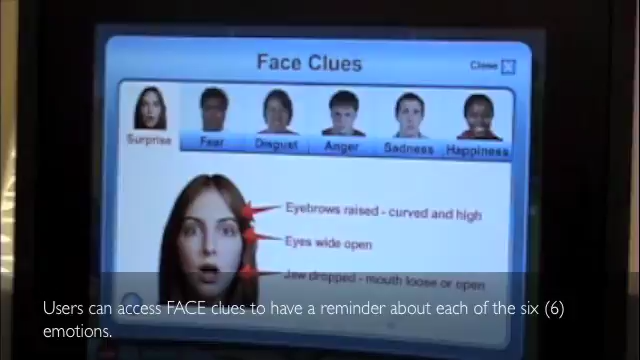 Face Clues
Close
Surprise
Fear
Disgust
Anger
Sadness
Happiness
Eyebrows raised - curved and high
Eyes wide open
Jaw dropped - mouth loose or open
Users can access FACE clues to have a reminder about each of the six (6)
emotions.